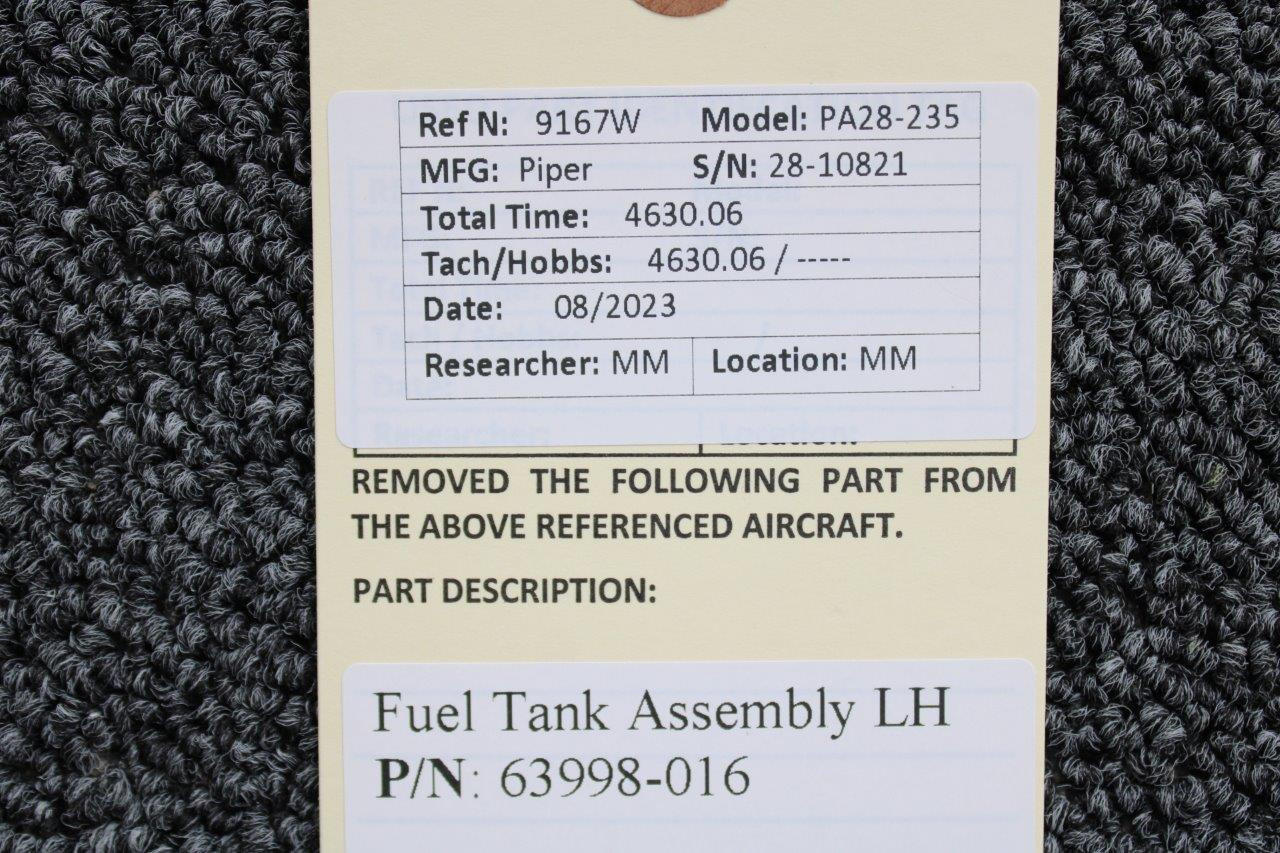 Ref N: 9167W Model: PA28-235
MFG: Piper S/N: 28-10821
Total Time: 4630.06
Tach/Hobbs: 4630.06 / -----
Date: 08/2023
Researcher: MM Location: MM
Researcher: Location:
REMOVED THE FOLLOWING PART FROM
THE ABOVE REFERENCED AIRCRAFT.
PART DESCRIPTION:
Fuel Tank Assembly LH
P/N: 63998-016